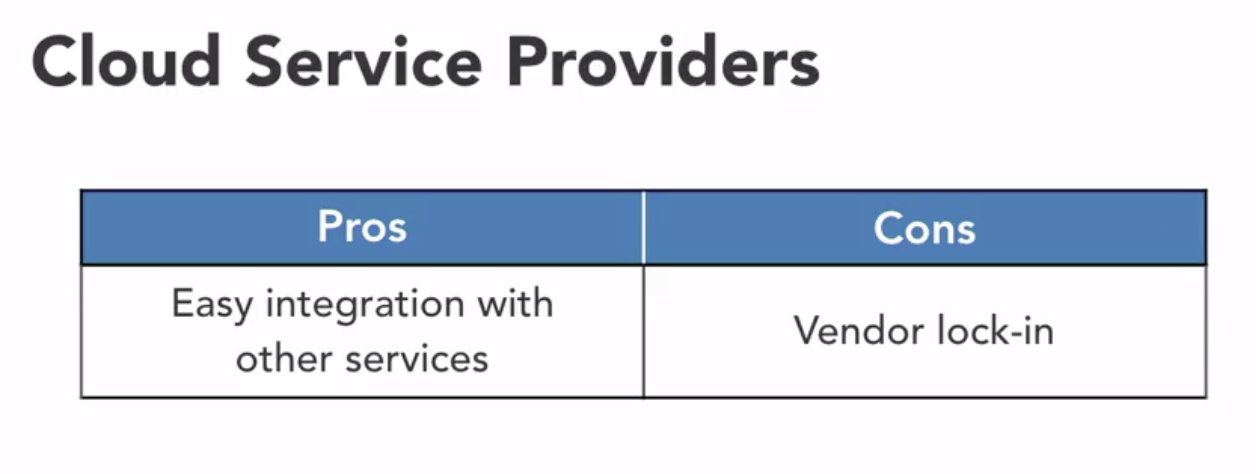 Cloud Service Providers
Pros
Cons
Easy integration with
other services
Vendor lock-in